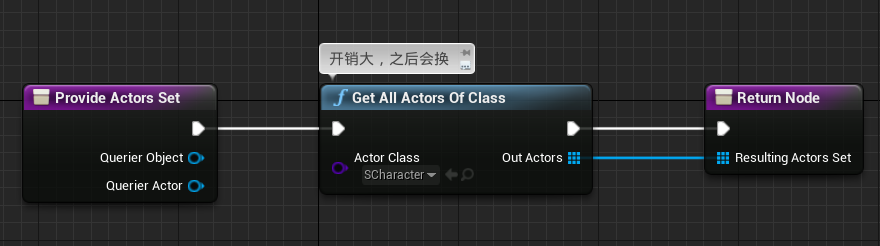 开销大，之后会换
Provide Actors Set
Querier Object
Querier Actor
f Get All Actors Of Class
Actor Class
SCharacter
Out Actors
Return Node
Resulting Actors Set